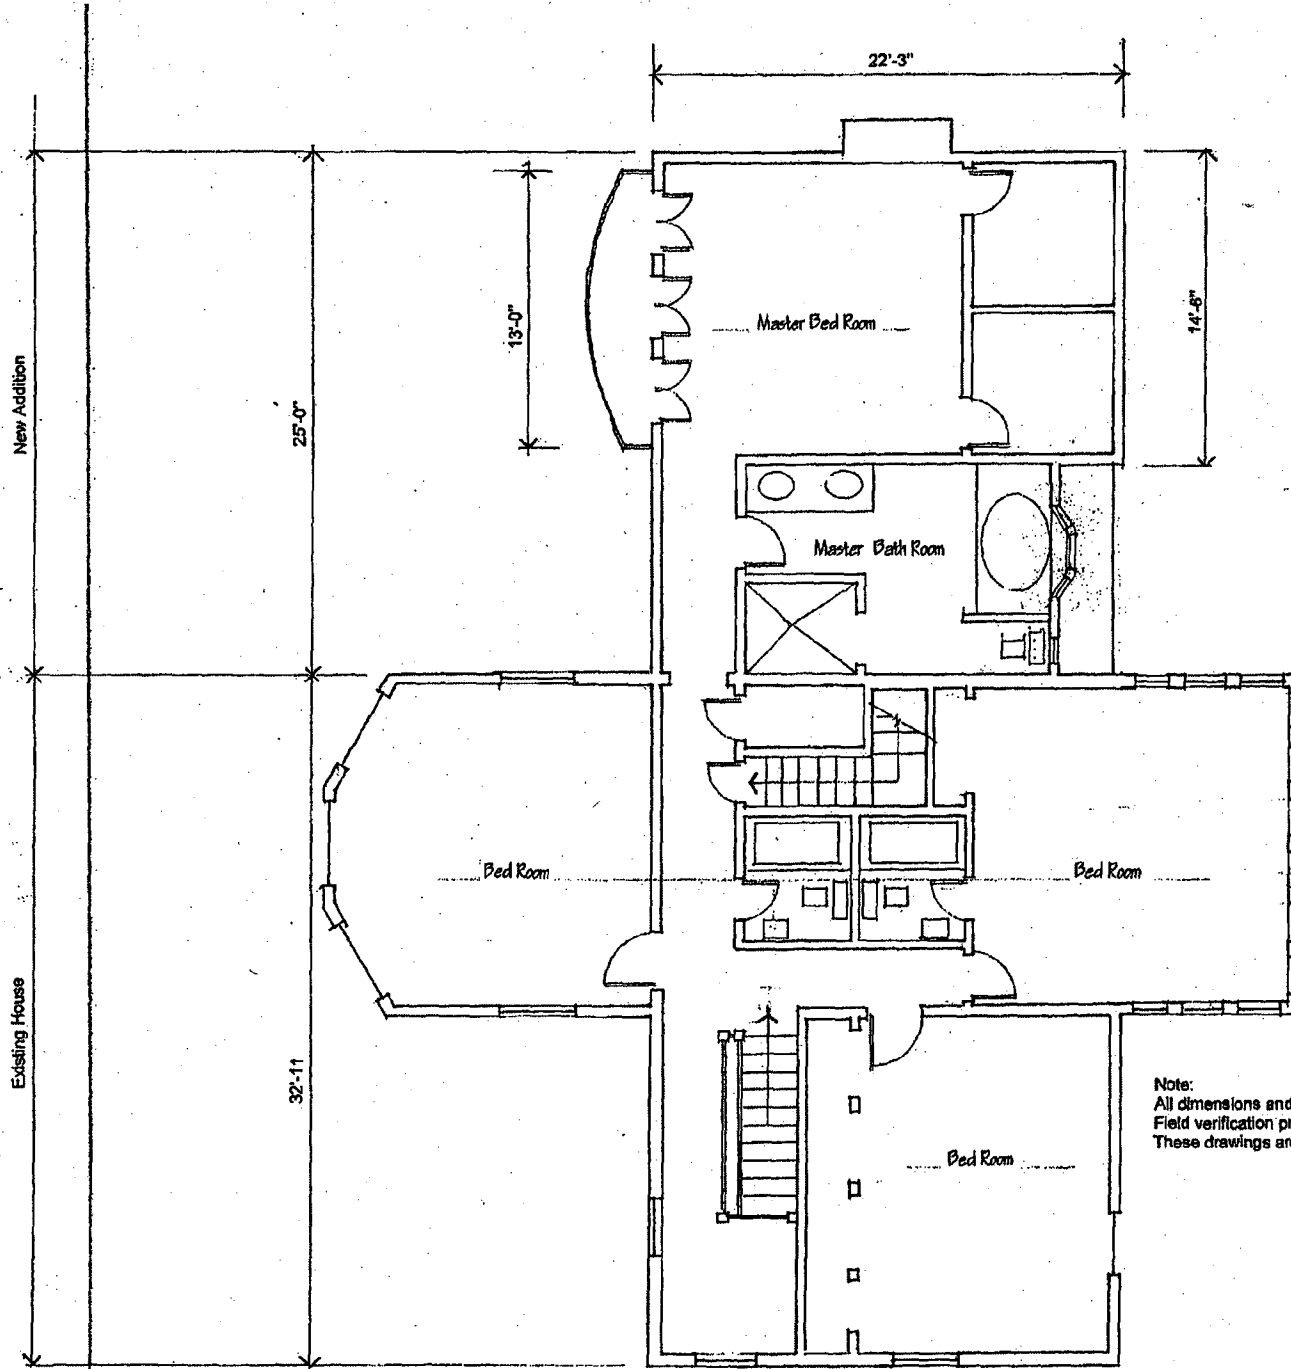 22'-3"
New Addition
25'-0"
13'-0"
Master Bed Room
14'-6"
Master Bath Room
Bed Room
Bed Room
Existing House
32'-11
Note:
All dimensions and
Field verification
These drawings
Bed Room